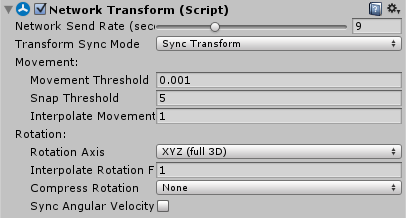 Network Transform (Script)
Network Send Rate (sec 9
Transform Sync Mode Sync Transform
Movement:
Movement Threshold 0.001
Snap Threshold 5
Interpolate Movement 1
Rotation:
Rotation Axis XYZ (full 3D)
Interpolate Rotation F 1
Compress Rotation None
Sync Angular Velocity